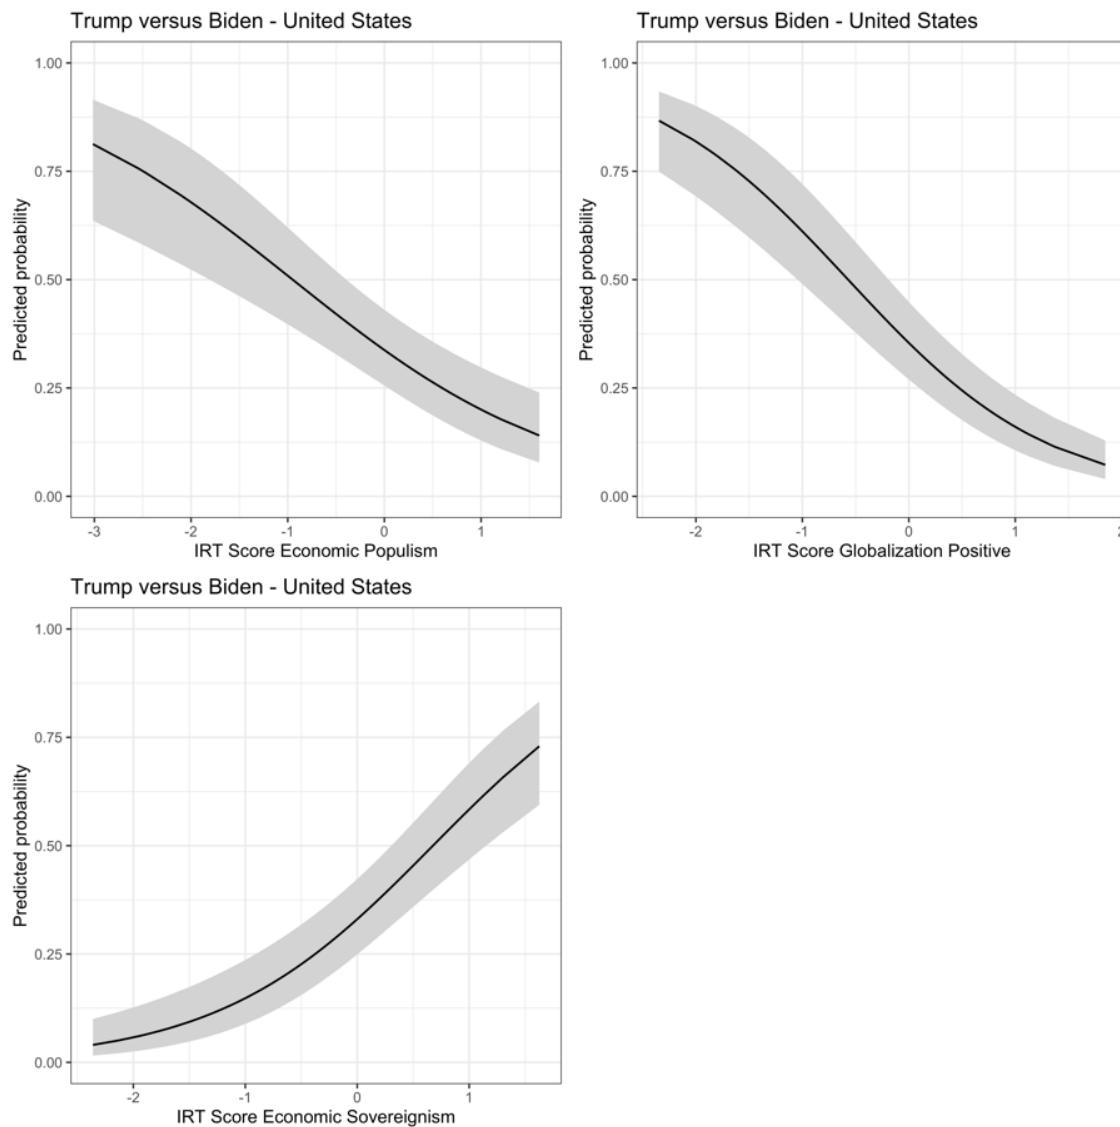 Trump versus Biden - United States
1.00
0.75
0.50
0.25
0.00
Predicted probability
-3 -2 -1 0 1
IRT Score Economic Populism
Trump versus Biden - United States
1.00
0.75
0.50
0.25
0.00
Predicted probability
-2 -1 0 1 2
IRT Score Globalization Positive
Trump versus Biden - United States
1.00
0.75
0.50
0.25
0.00
Predicted probability
-2 -1 0 1
IRT Score Economic Sovereignism